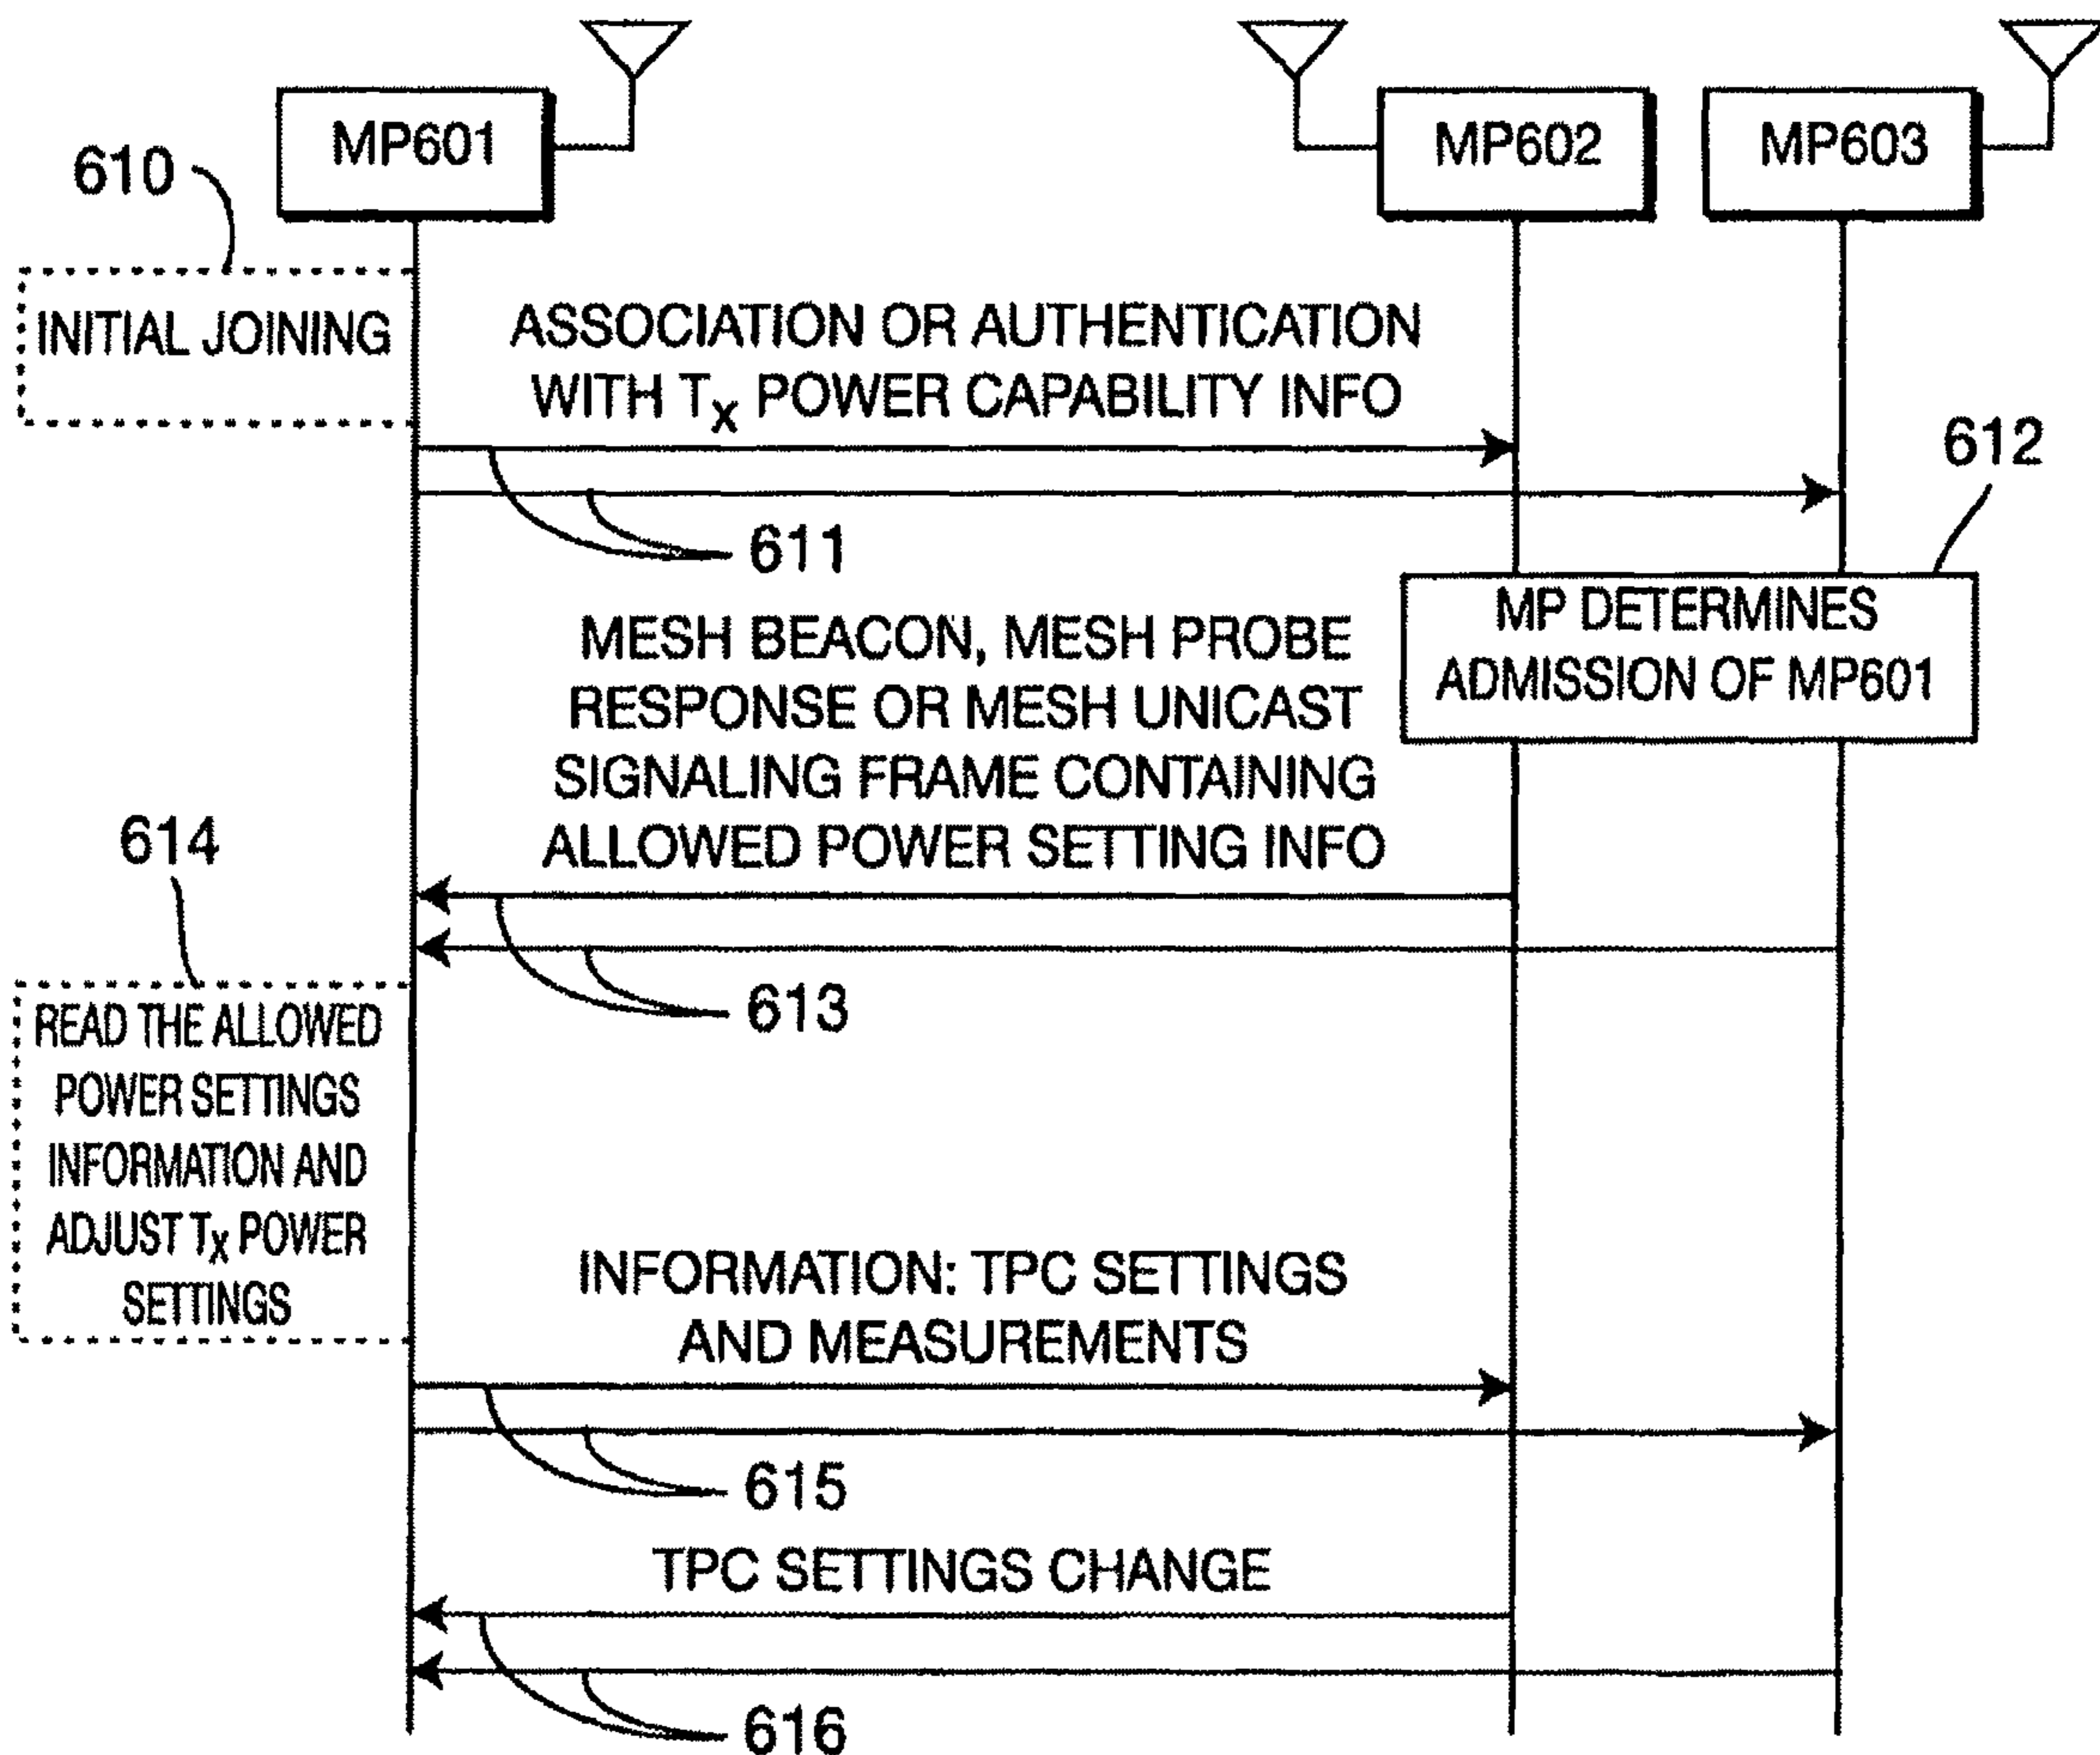 MP601
MP602
MP603
610
INITIAL JOINING
ASSOCIATION OR AUTHENTICATION
WITH Tx POWER CAPABILITY INFO
611
612
MP DETERMINES
ADMISSION OF MP601
MESH BEACON, MESH PROBE
RESPONSE OR MESH UNICAST
SIGNALING FRAME CONTAINING
ALLOWED POWER SETTING INFO
613
614
READ THE ALLOWED
POWER SETTINGS
INFORMATION AND
ADJUST Tx POWER
SETTINGS
INFORMATION: TPC SETTINGS
AND MEASUREMENTS
615
TPC SETTINGS CHANGE
616